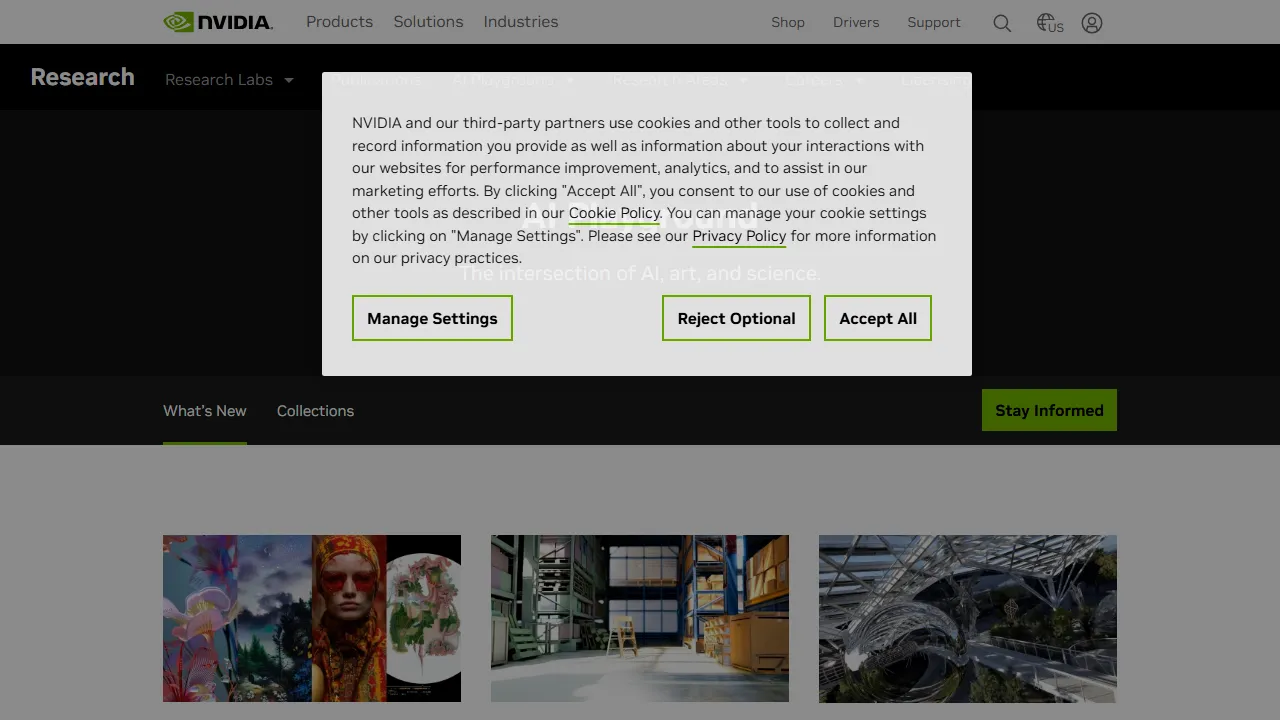 NVIDIA.
Products
Solutions
Industries
Shop
Drivers
Support
US
Research
Research Labs
NVIDIA and our third-party partners use cookies and other tools to collect and
record information you provide as well as information about your interactions with
our websites for performance improvement, analytics, and to assist in our
marketing efforts. By clicking "Accept All", you consent to our use of cookies and
other tools as described in our Cookie Policy. You can manage your cookie settings
by clicking on "Manage Settings". Please see our Privacy Policy for more information
on our privacy practices.
AI Playground
The intersection of AI, art, and science.
Manage Settings
Reject Optional
Accept All
What's New
Collections
Stay Informed